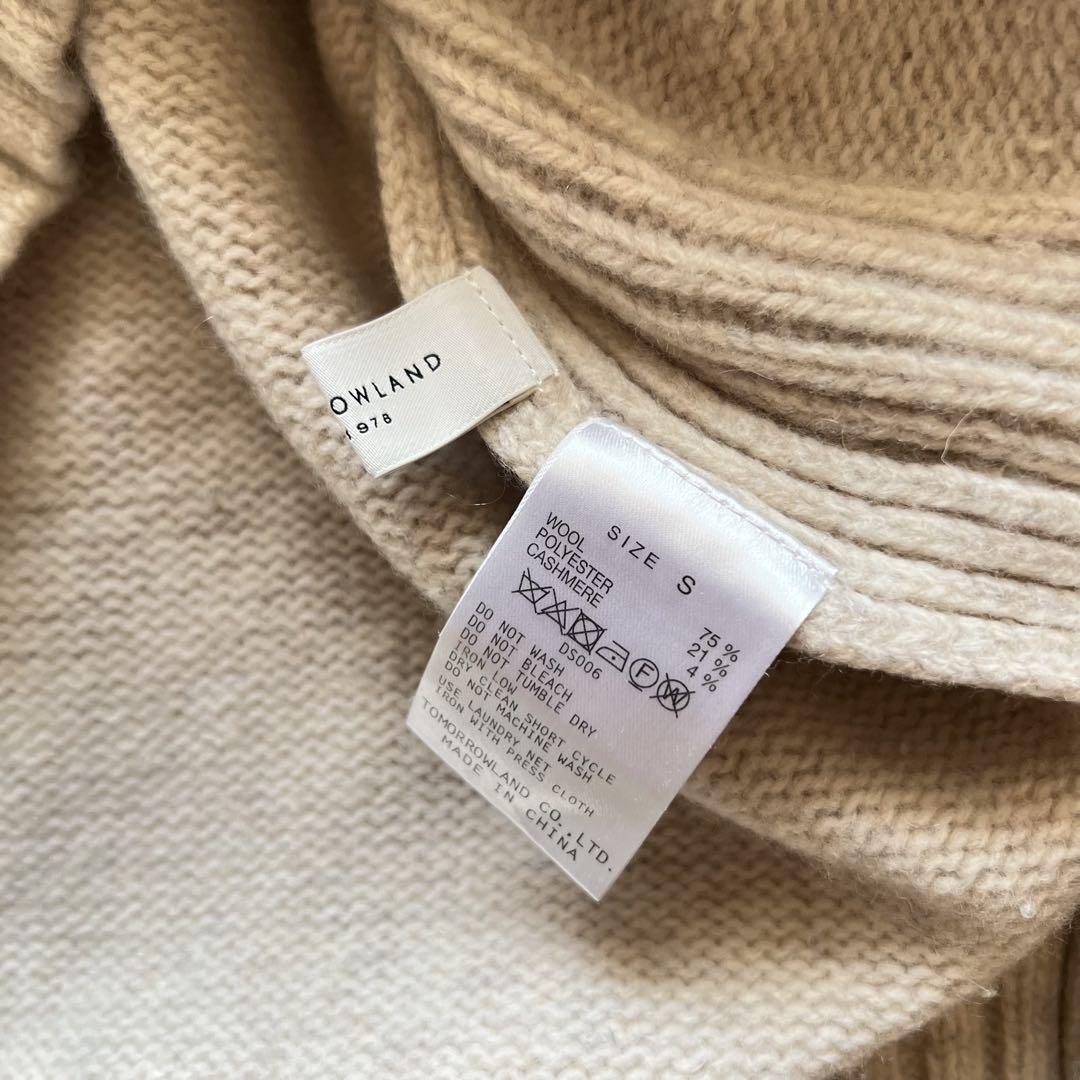 OWLAND
1978
SIZE S
WOOL 75%
POLYESTER 21%
CASHMERE 4%
F W
DS006
DO NOT WASH
DO NOT BLEACH
DO NOT TUMBLE DRY
IRON LOW
DRY CLEAN SHORT CYCLE
DO NOT MACHINE WASH
USE LAUNDRY NET
IRON WITH PRESS CLOTH
TOMORROWLAND CO.,LTD.
MADE IN CHINA